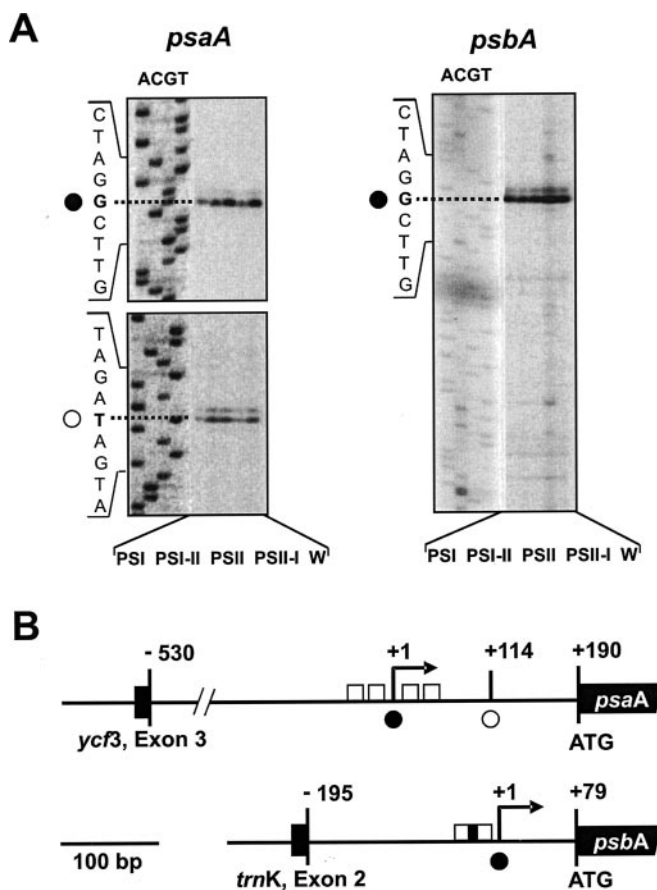 A
psaA
psbA
ACGT
ACGT
C
T
A
G
G
C
T
T
G
C
T
A
G
G
C
T
T
G
T
A
G
A
T
A
G
T
A
PSI PSI-II PSII PSII-I W
PSI PSI-II PSII PSII-I W
B
- 530
+1
+114
+190
psaA
ycf3, Exon 3
ATG
- 195
+1
+79
psbA
100 bp
trnK, Exon 2
ATG